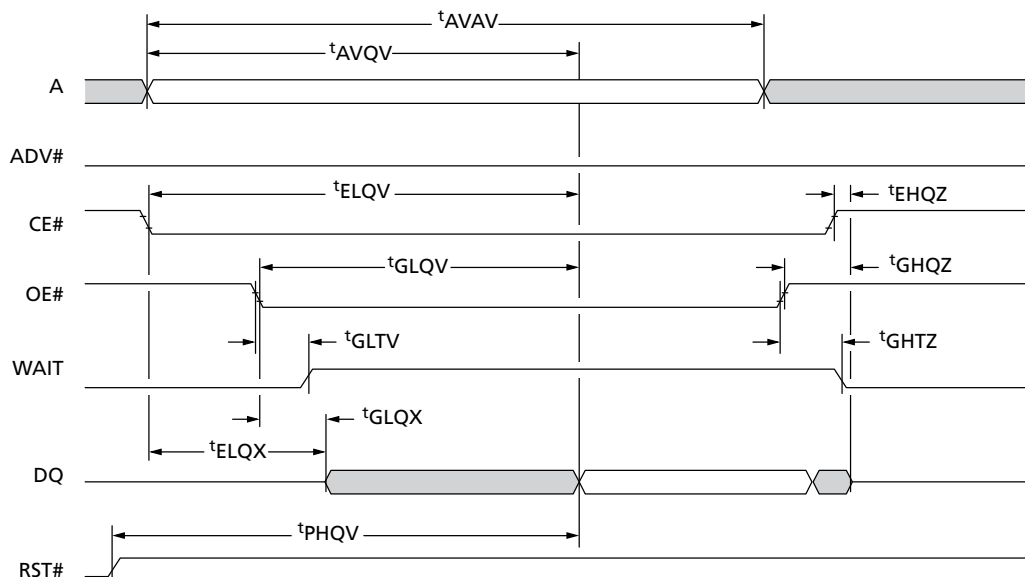 tAVAV
tAVQV
A
ADV#
tELQV
tEHQZ
CE#
tGLQV
tGHQZ
OE#
tGLTV
tGHTZ
WAIT
tGLQX
tELQX
DQ
tPHQV
RST#